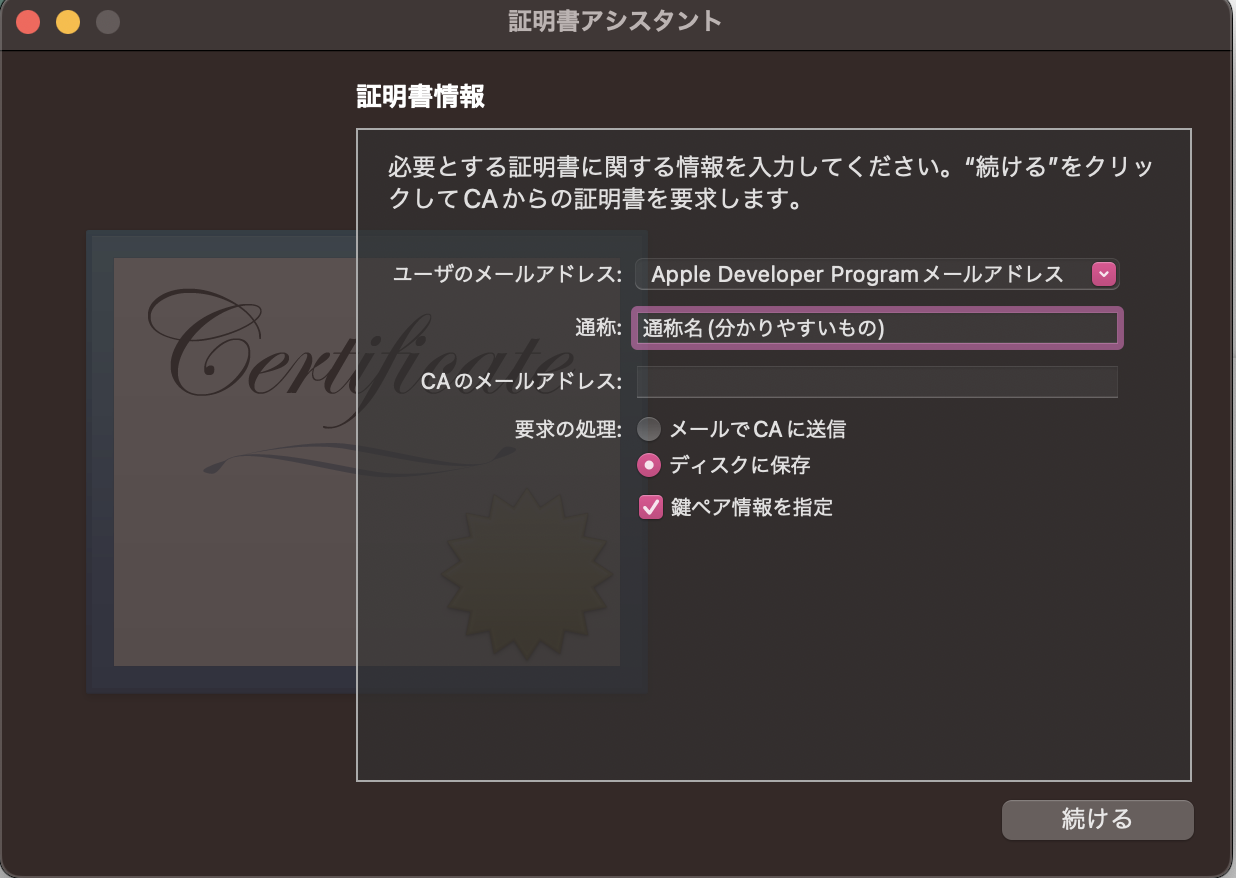 証明書アシスタント
証明書情報
必要とする証明書に関する情報を入力してください。“続ける”をクリッ
クしてCAからの証明書を要求します。
ユーザのメールアドレス: Apple Developer Programメールアドレス
通称: 通称名(分かりやすいもの)
CAのメールアドレス:
要求の処理: メールでCAに送信
ディスクに保存
鍵ペア情報を指定
Certificate
続ける